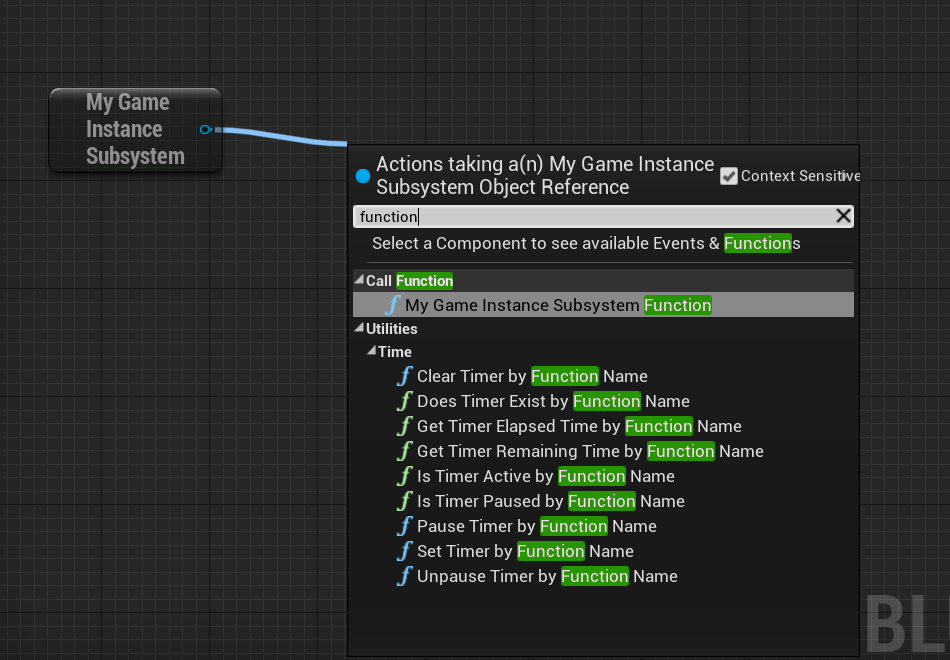 My Game
Instance
Subsystem
Actions taking a(n) My Game Instance
Subsystem Object Reference
Context Sensitive
function
Select a Component to see available Events & Functions
Call Function
My Game Instance Subsystem Function
Utilities
Time
Clear Timer by Function Name
Does Timer Exist by Function Name
Get Timer Elapsed Time by Function Name
Get Timer Remaining Time by Function Name
Is Timer Active by Function Name
Is Timer Paused by Function Name
Pause Timer by Function Name
Set Timer by Function Name
Unpause Timer by Function Name
BL